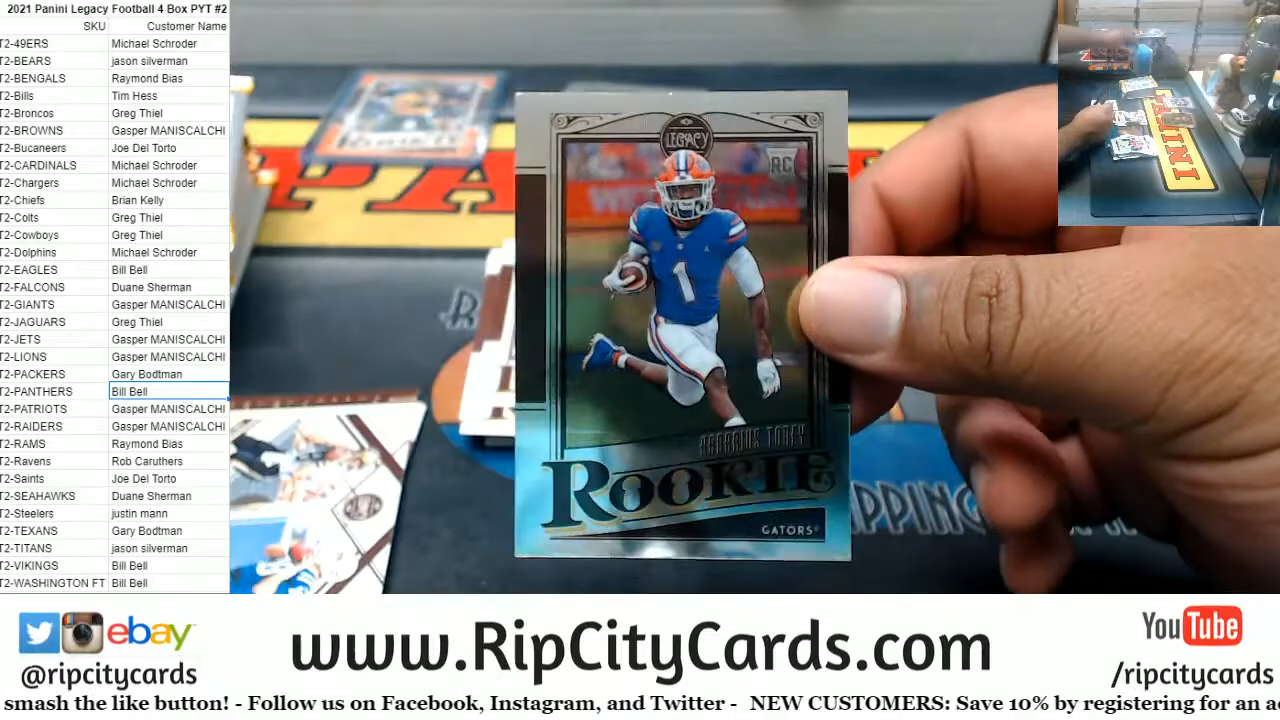 2021 Panini Legacy Football 4 Box PYT #2
SKU Customer Name
T2-49ERS Michael Schroder
T2-BEARS jason silverman
T2-BENGALS Raymond Bias
T2-Bills Tim Hess
T2-Broncos Greg Thiel
T2-BROWNS Gasper MANISCALCHI
T2-Bucaneers Joe Del Torto
T2-CARDINALS Michael Schroder
T2-Chargers Michael Schroder
T2-Chiefs Brian Kelly
T2-Colts Greg Thiel
T2-Cowboys Greg Thiel
T2-Dolphins Michael Schroder
T2-EAGLES Bill Bell
T2-FALCONS Duane Sherman
T2-GIANTS Gasper MANISCALCHI
T2-JAGUARS Greg Thiel
T2-JETS Gasper MANISCALCHI
T2-LIONS Gasper MANISCALCHI
T2-PACKERS Gary Bodtman
T2-PANTHERS Bill Bell
T2-PATRIOTS Gasper MANISCALCHI
T2-RAIDERS Gasper MANISCALCHI
T2-RAMS Raymond Bias
T2-Ravens Rob Caruthers
T2-Saints Joe Del Torto
T2-SEAHAWKS Duane Sherman
T2-Steelers justin mann
T2-TEXANS Gary Bodtman
T2-TITANS jason silverman
T2-VIKINGS Bill Bell
T2-WASHINGTON FT Bill Bell
LEGACY
RC
1
KADARIUS TONEY
ROOKIE
GATORS
PANINI
ebay
@ripcitycards
www.RipCityCards.com
YouTube
/ripcitycards
smash the like button! - Follow us on Facebook, Instagram, and Twitter - NEW CUSTOMERS: Save 10% by registering for an a